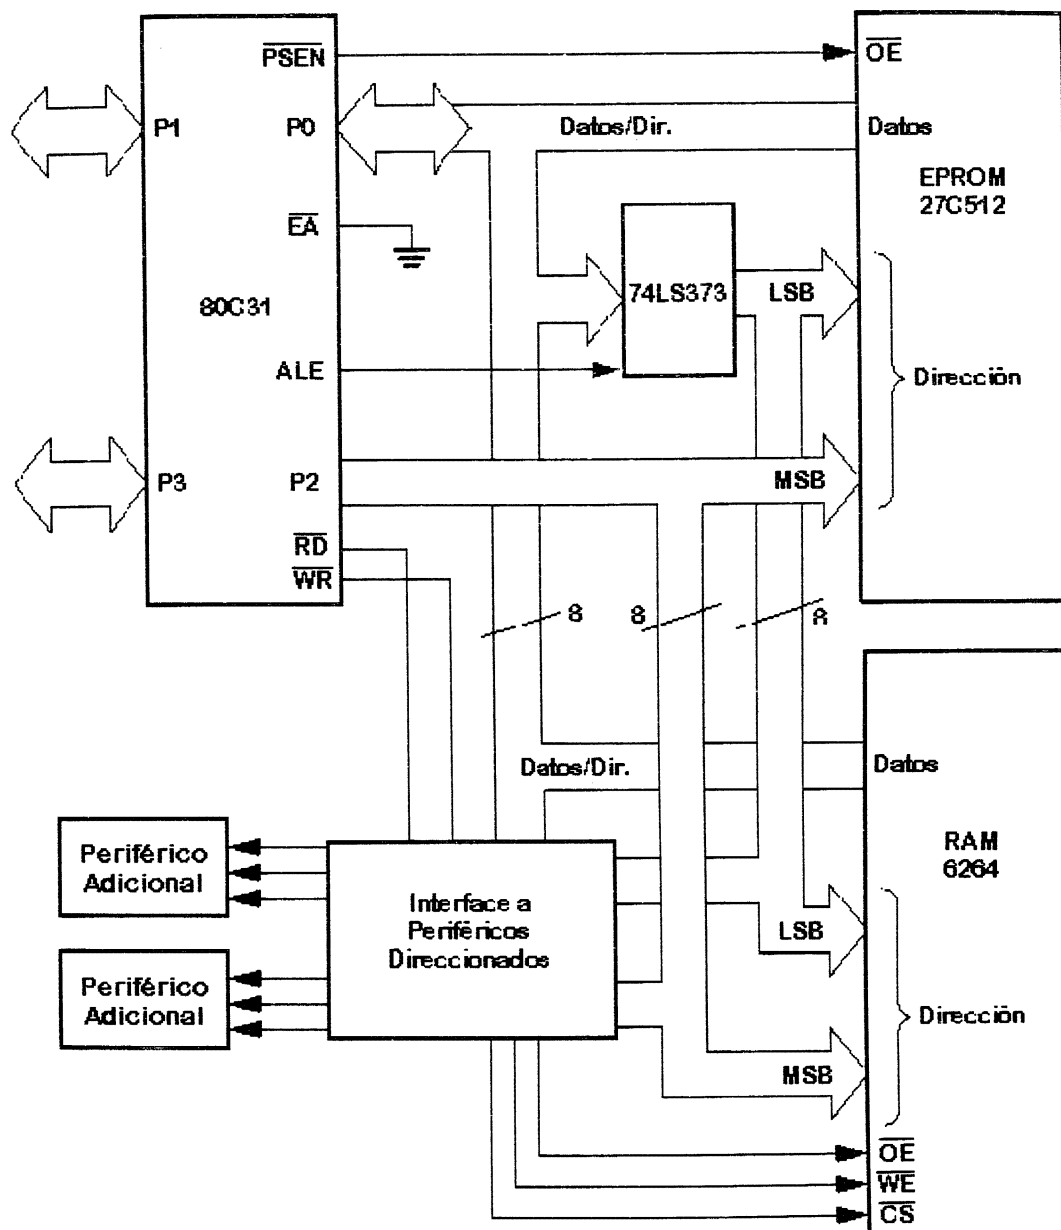 PSEN
OE
P1
P0
Datos/Dir.
Datos
EPROM
27C512
EA
80C31
74LS373
LSB
ALE
Dirección
P3
P2
MSB
RD
WR
8
8
8
Datos/Dir.
Datos
Periférico
Adicional
RAM
6264
Interface a
Periféricos
Direccionados
LSB
Periférico
Adicional
Dirección
MSB
OE
WE
CS